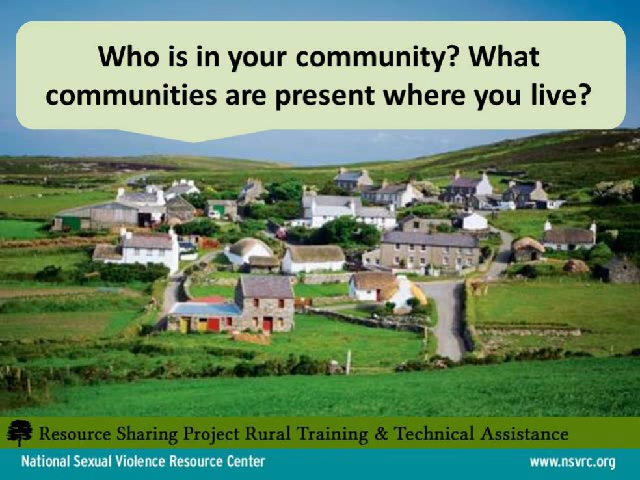 Who is in your community? What
communities are present where you live?
Resource Sharing Project Rural Training & Technical Assistance
National Sexual Violence Resource Center www.nsvrc.org